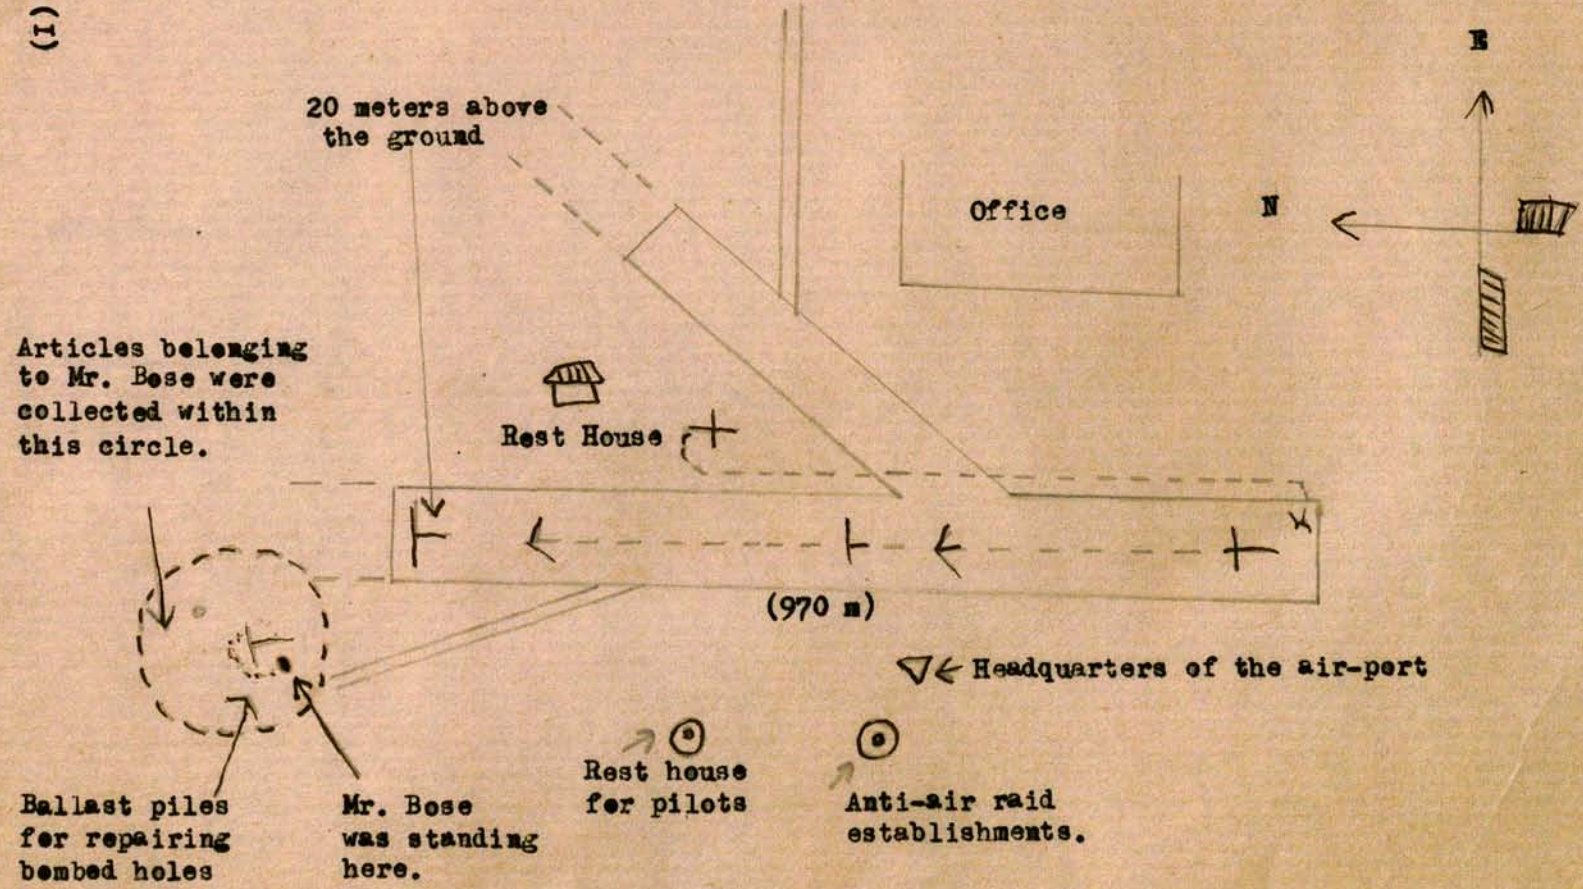 (I)
E
20 meters above
the ground
Office
N
Articles belonging
to Mr. Bose were
collected within
this circle.
Rest House
(970 m)
Headquarters of the air-port
Rest house
for pilots
Anti-air raid
establishments.
Ballast piles
for repairing
bombed holes
Mr. Bose
was standing
here.